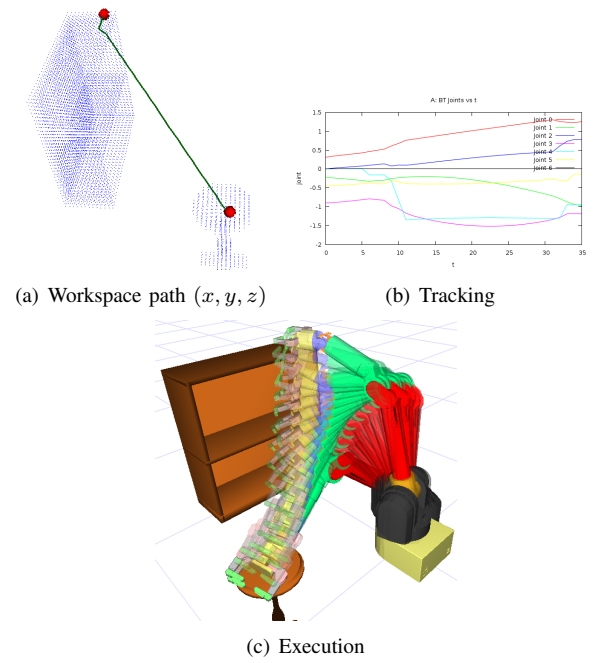 A: BT Joints vs t
joint
1.5
1
0.5
0
-0.5
-1
-1.5
-2
joint 0
joint 1
joint 2
joint 3
joint 4
joint 5
joint 6
0
5
10
15
20
25
30
35
t
(a) Workspace path (x, y, z)
(b) Tracking
(c) Execution